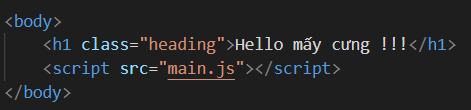 <body>
<h1 class="heading">Hello mấy cưng !!!</h1>
<script src="main.js"></script>
</body>